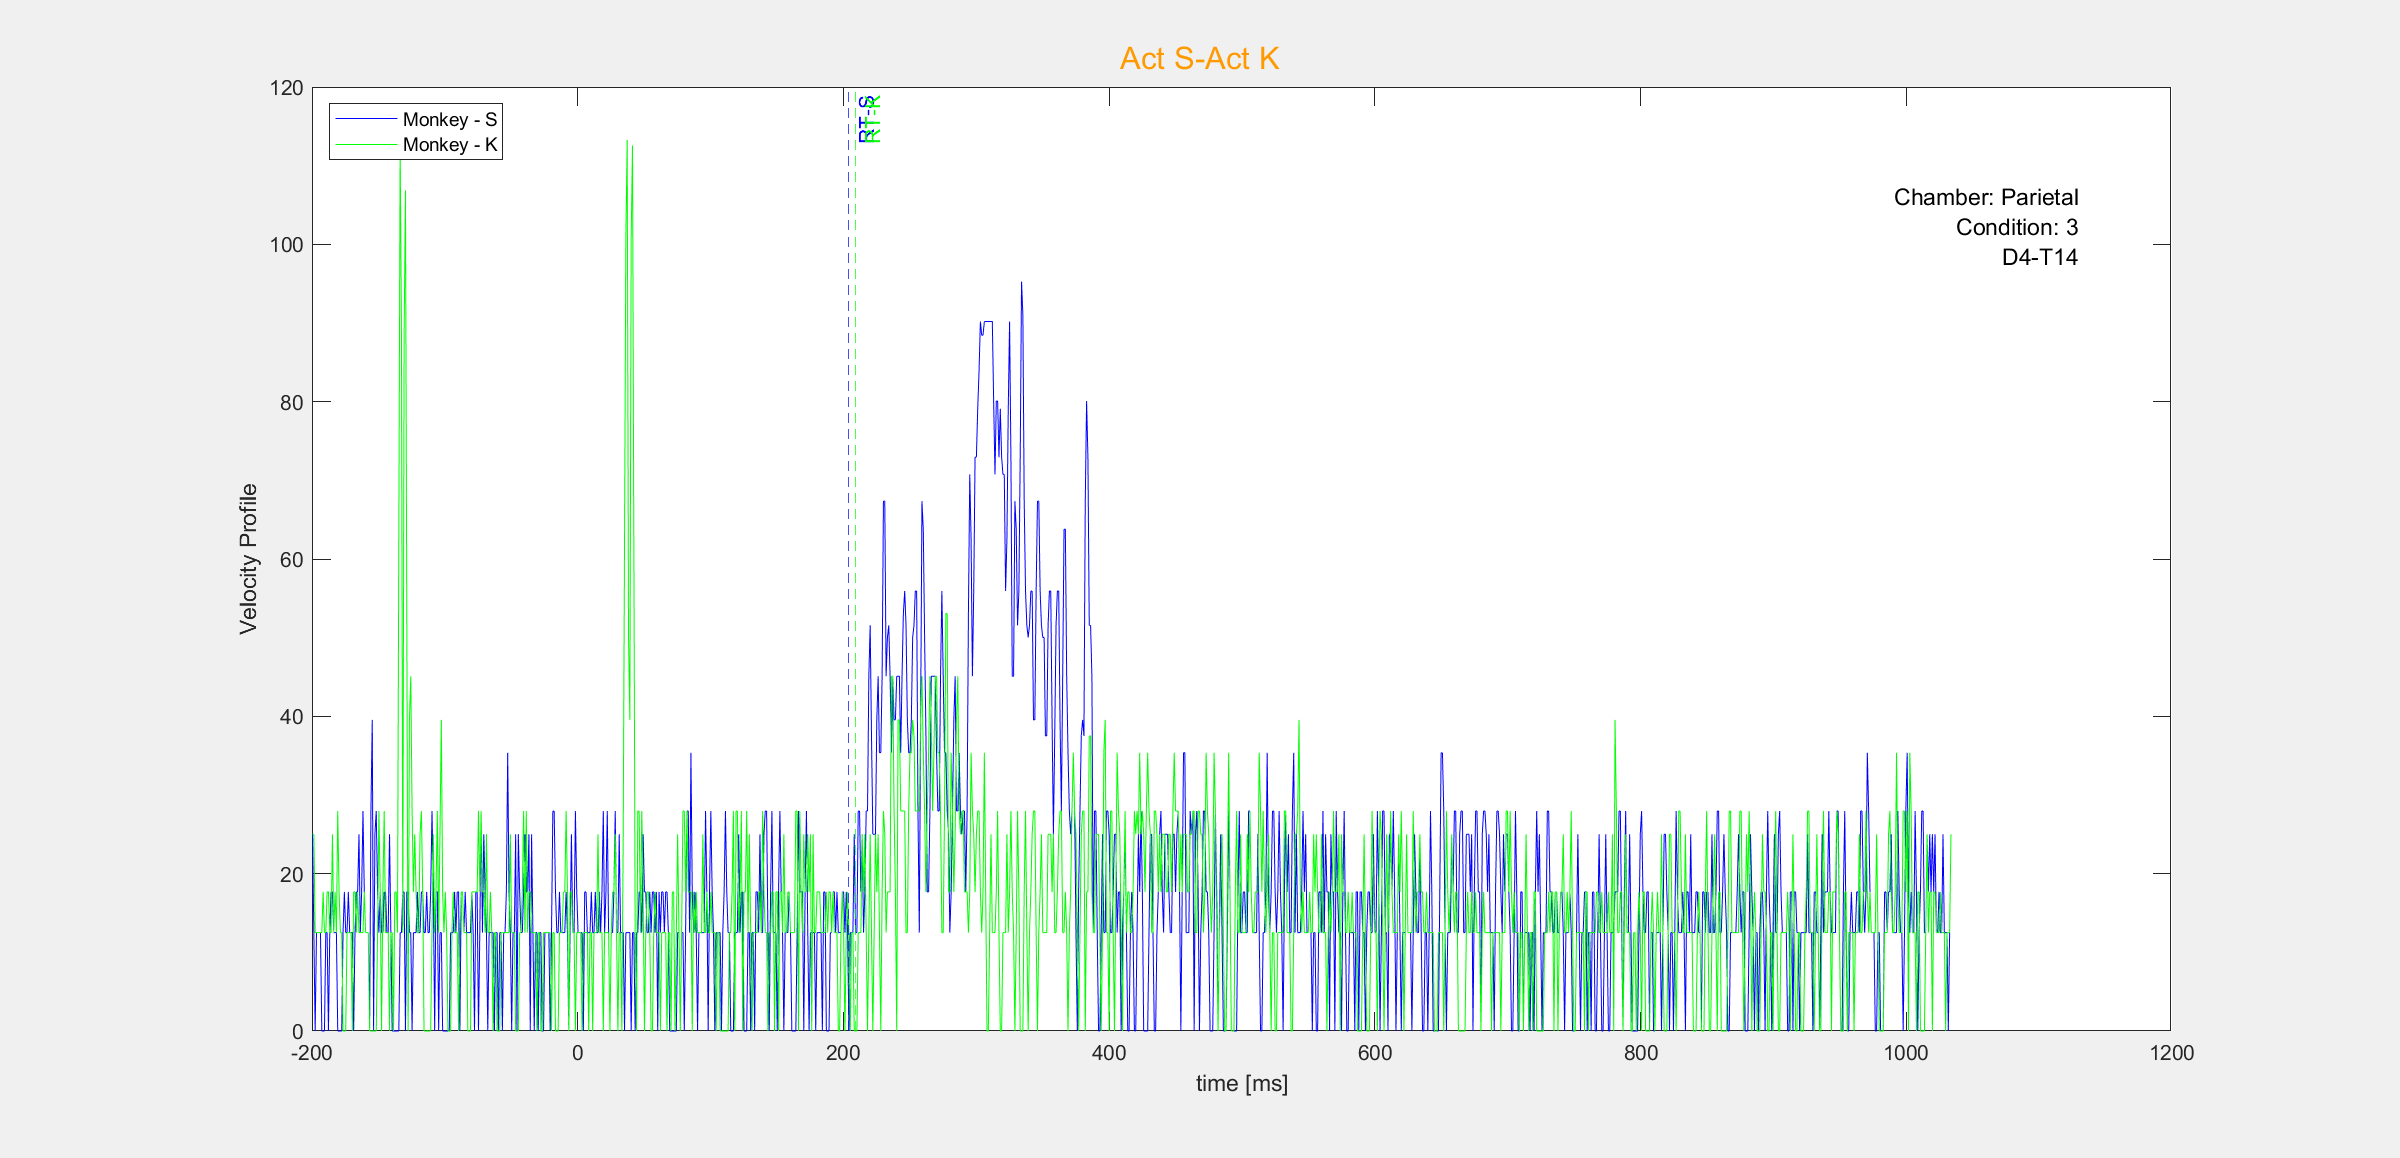 Act S-Act K
Monkey - S
Monkey - K
RT-S
RT-K
Chamber: Parietal
Condition: 3
D4-T14
Velocity Profile
120
100
80
60
40
20
0
-200 0 200 400 600 800 1000 1200
time [ms]